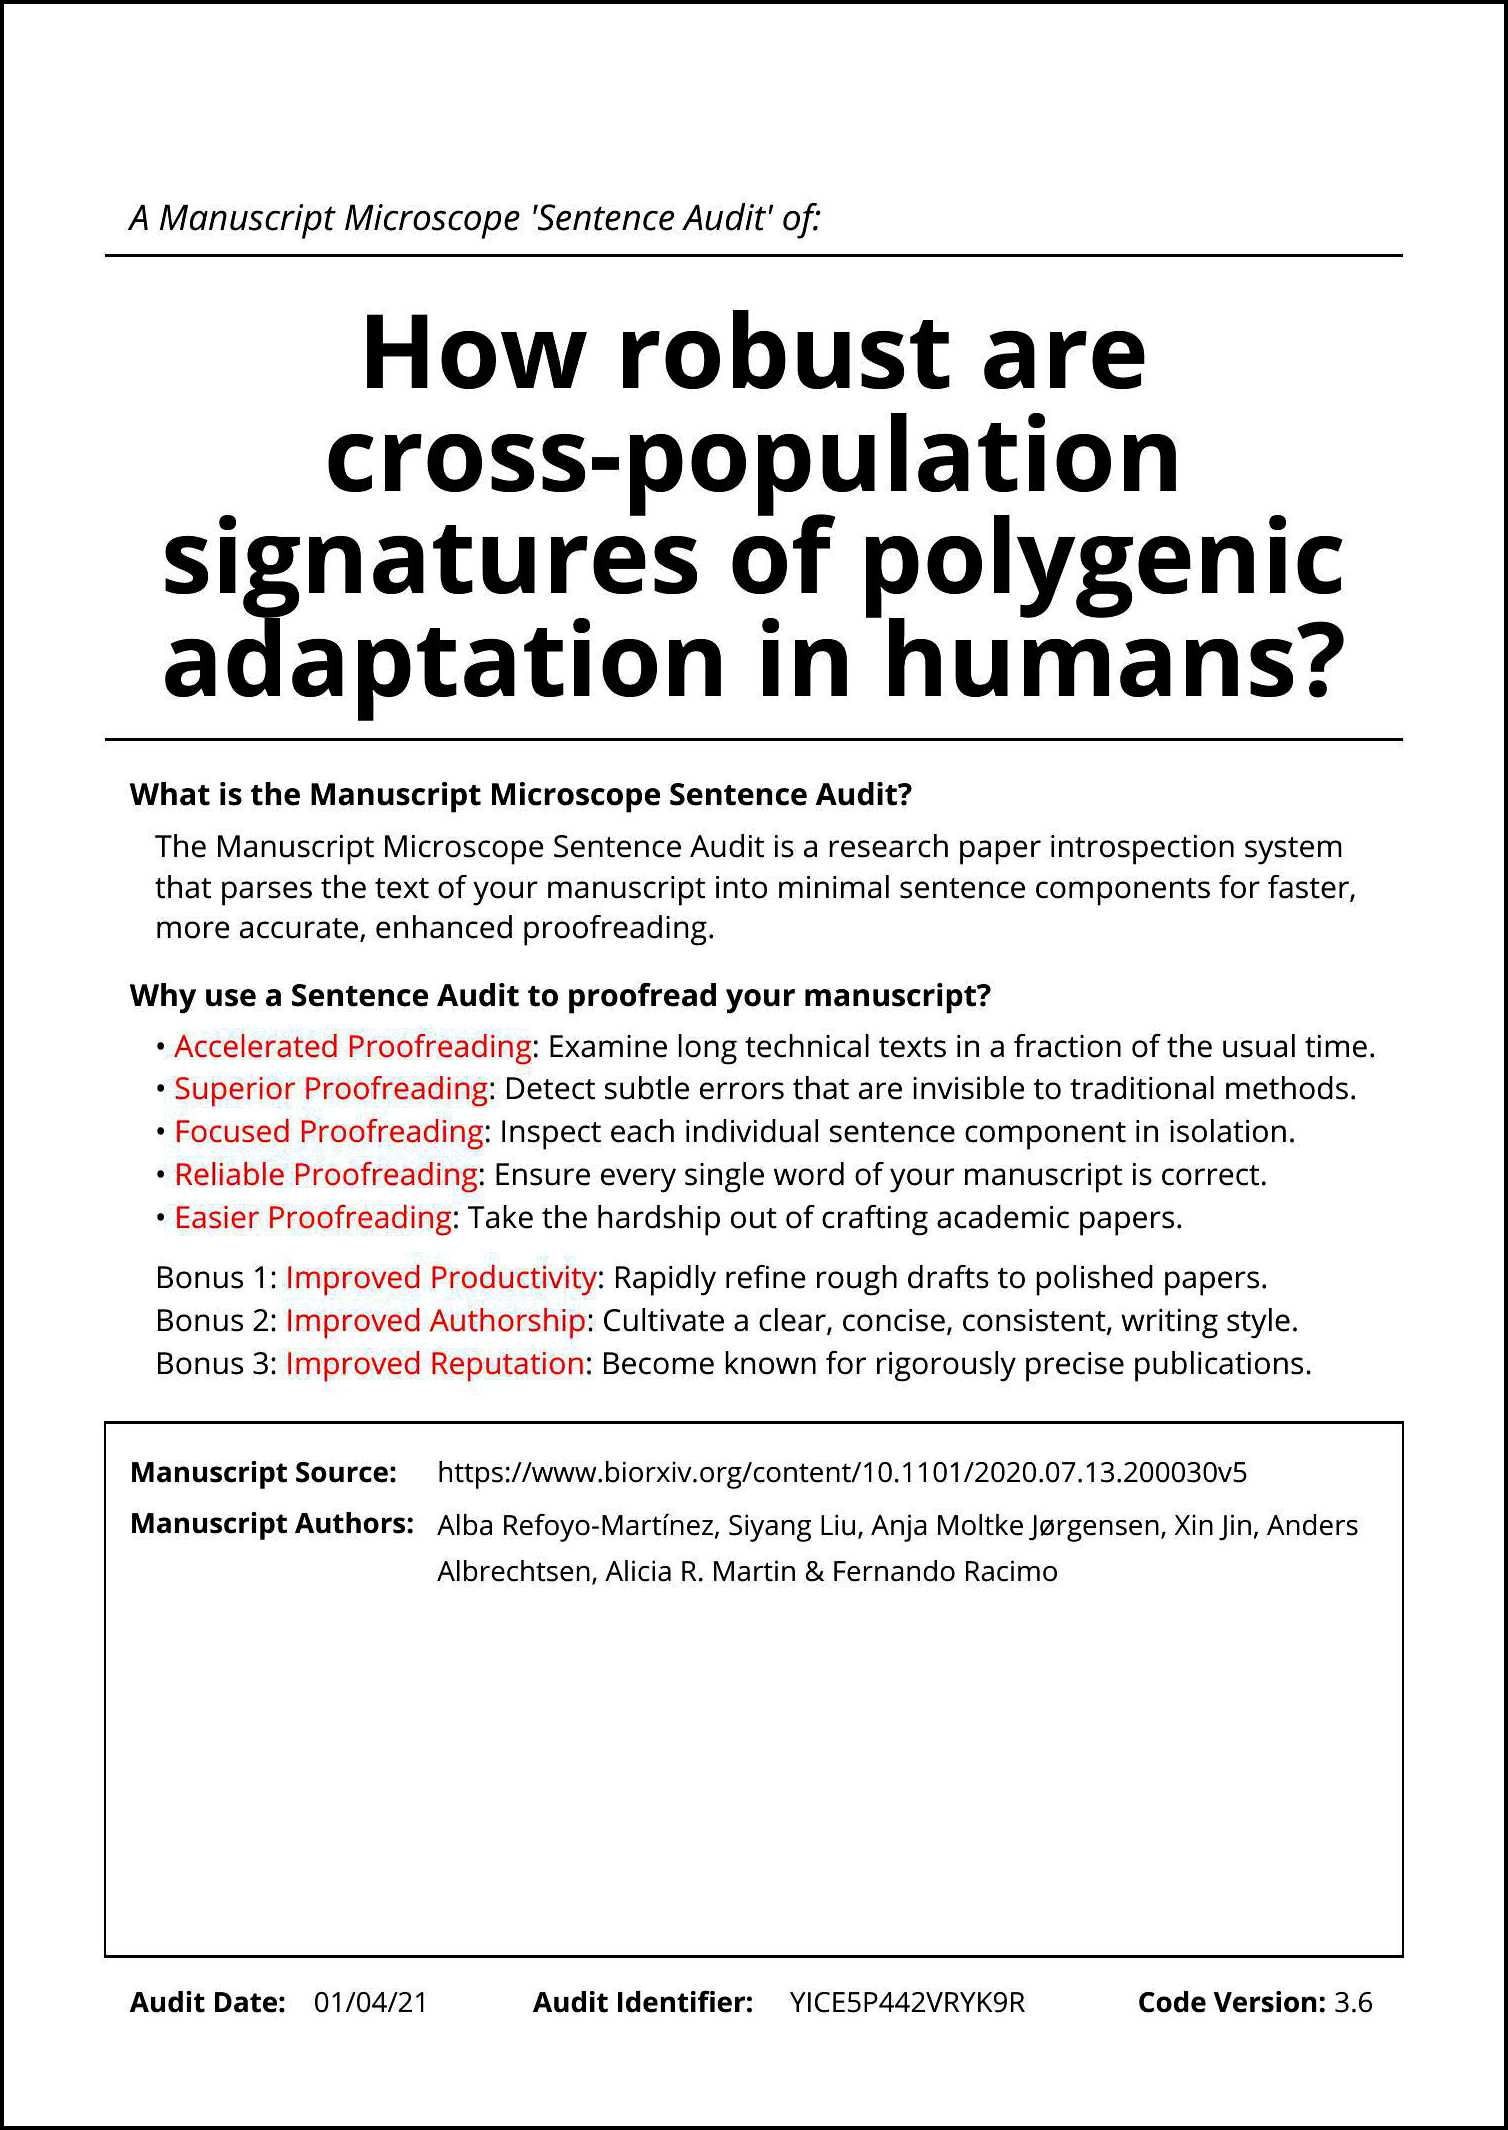 A Manuscript Microscope 'Sentence Audit' of:
How robust are
cross-population
signatures of polygenic
adaptation in humans?
What is the Manuscript Microscope Sentence Audit?
The Manuscript Microscope Sentence Audit is a research paper introspection system
that parses the text of your manuscript into minimal sentence components for faster,
more accurate, enhanced proofreading.
Why use a Sentence Audit to proofread your manuscript?
• Accelerated Proofreading: Examine long technical texts in a fraction of the usual time.
• Superior Proofreading: Detect subtle errors that are invisible to traditional methods.
• Focused Proofreading: Inspect each individual sentence component in isolation.
• Reliable Proofreading: Ensure every single word of your manuscript is correct.
• Easier Proofreading: Take the hardship out of crafting academic papers.
Bonus 1: Improved Productivity: Rapidly refine rough drafts to polished papers.
Bonus 2: Improved Authorship: Cultivate a clear, concise, consistent, writing style.
Bonus 3: Improved Reputation: Become known for rigorously precise publications.
Manuscript Source: https://www.biorxiv.org/content/10.1101/2020.07.13.200030v5
Manuscript Authors: Alba Refoyo-Martínez, Siyang Liu, Anja Moltke Jørgensen, Xin Jin, Anders
Albrechtsen, Alicia R. Martin & Fernando Racimo
Audit Date: 01/04/21 Audit Identifier: YICE5P442VRYK9R Code Version: 3.6